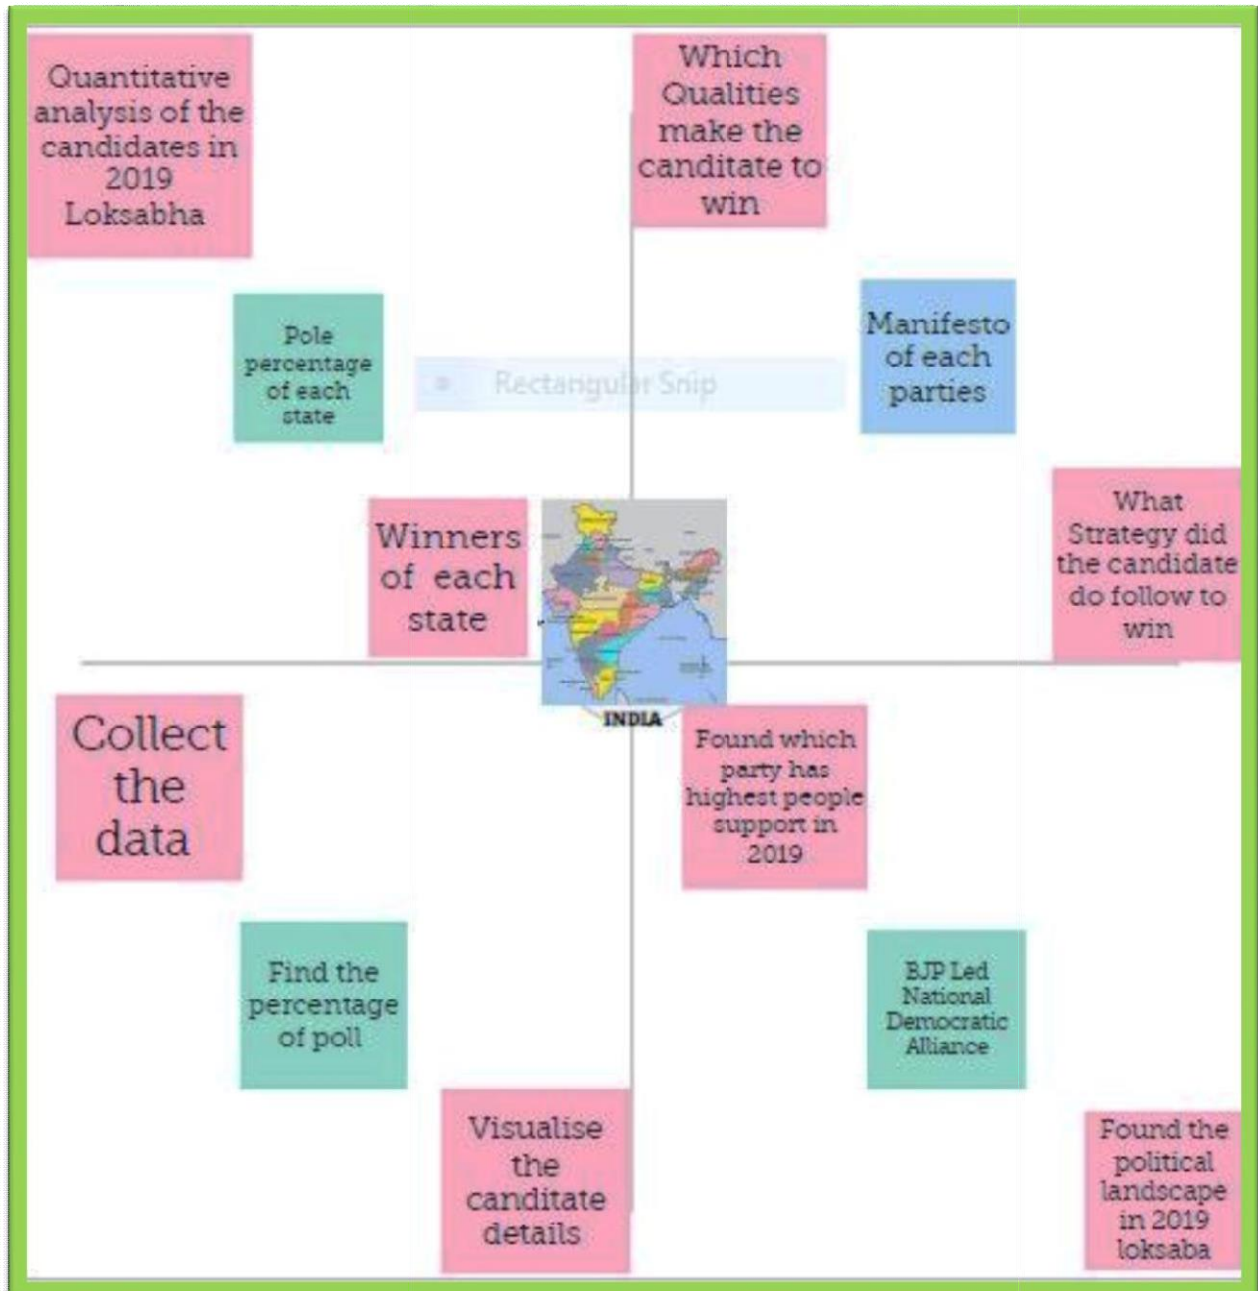 Quantitative
analysis of the
candidates in
2019
Loksabha
Which
Qualities
make the
canditate to
win
Pole
percentage
of each
state
Rectangular Snip
Manifesto
of each
parties
Winners
of each
state
What
Strategy did
the candidate
do follow to
win
INDIA
Collect
the
data
Found which
party has
highest people
support in
2019
Find the
percentage
of poll
BJP Led
National
Democratic
Alliance
Visualise
the
canditate
details
Found the
political
landscape
in 2019
loksaba